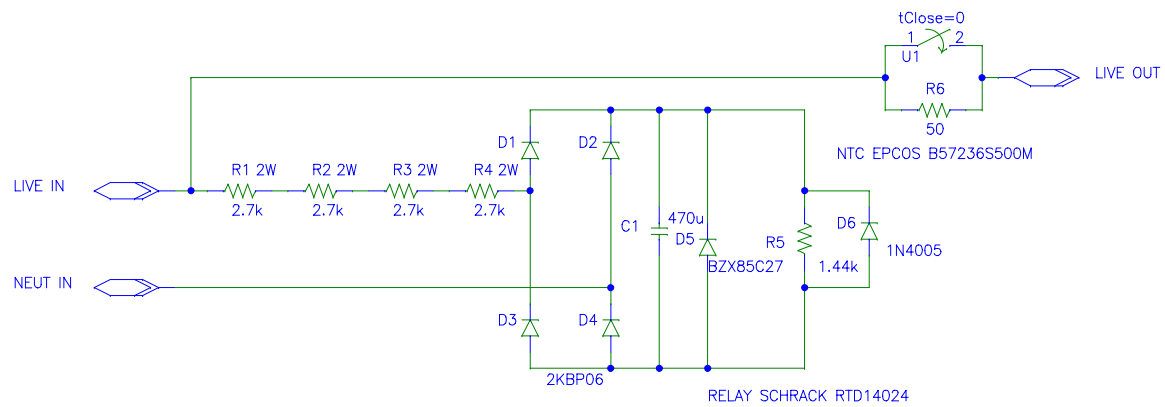 tClose=0
1 2
U1
LIVE OUT
R6
50
NTC EPCOS B57236S500M
D1 D2
R1 2W R2 2W R3 2W R4 2W
LIVE IN
2.7k 2.7k 2.7k 2.7k
470u
C1
D5
BZX85C27
R5
1.44k
D6
1N4005
NEUT IN
D3 D4
2KBP06
RELAY SCHRACK RTD14024